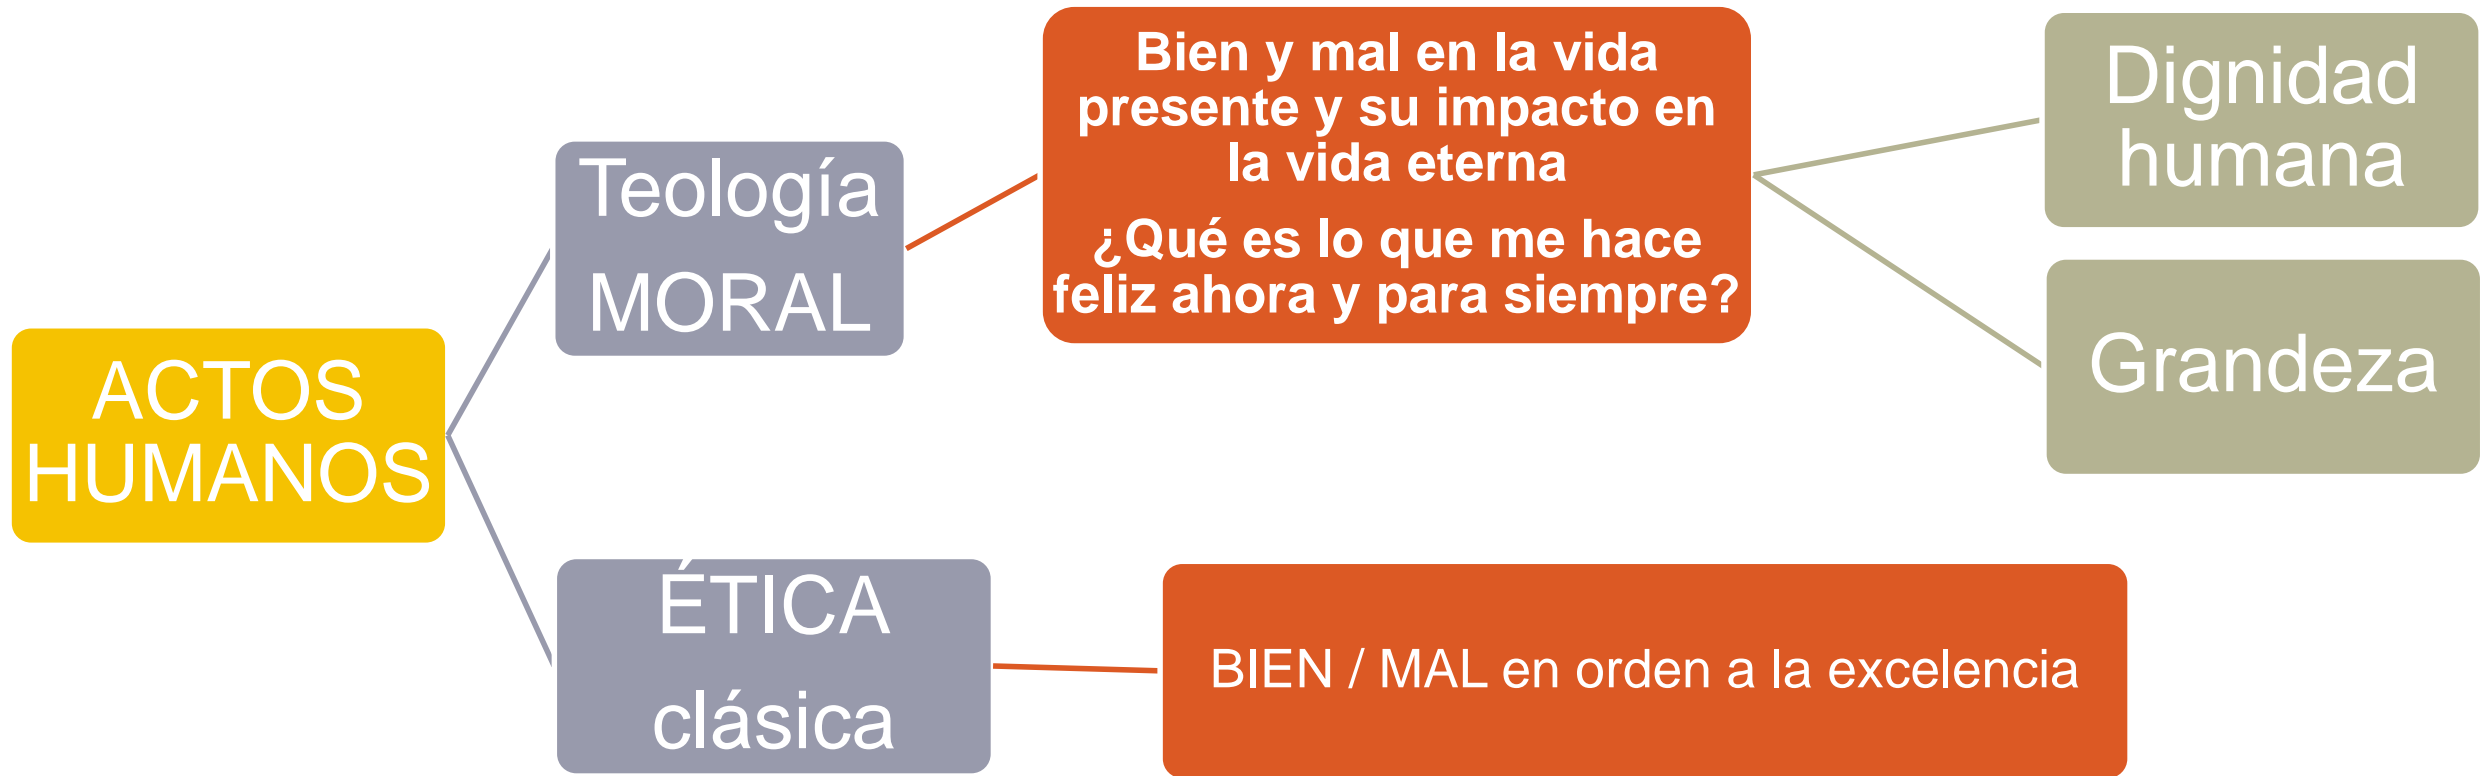 ACTOS
HUMANOS
Teología
MORAL
Bien y mal en la vida
presente y su impacto en
la vida eterna
¿Qué es lo que me hace
feliz ahora y para siempre?
Dignidad
humana
Grandeza
ÉTICA
clásica
BIEN / MAL en orden a la excelencia